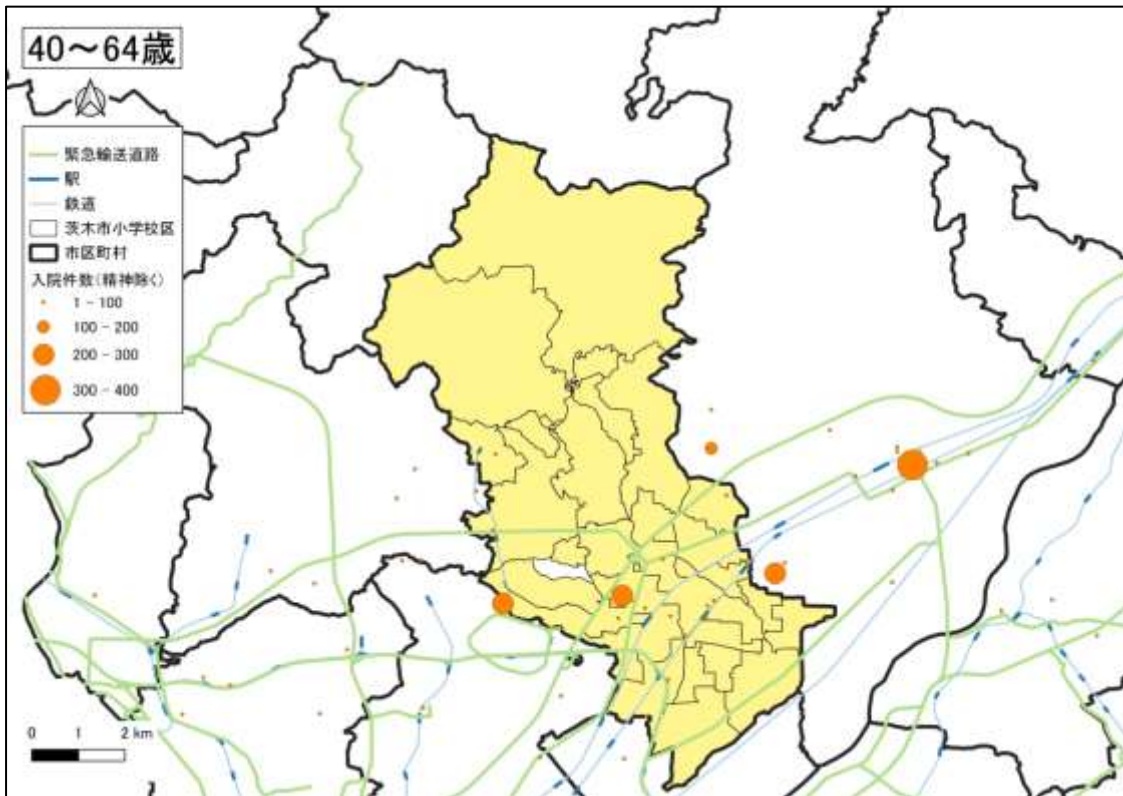 40～64歳
緊急輸送道路
駅
鉄道
茨木市小学校区
市区町村
入院件数(精神除く)
1 - 100
100 - 200
200 - 300
300 - 400
0 1 2 km